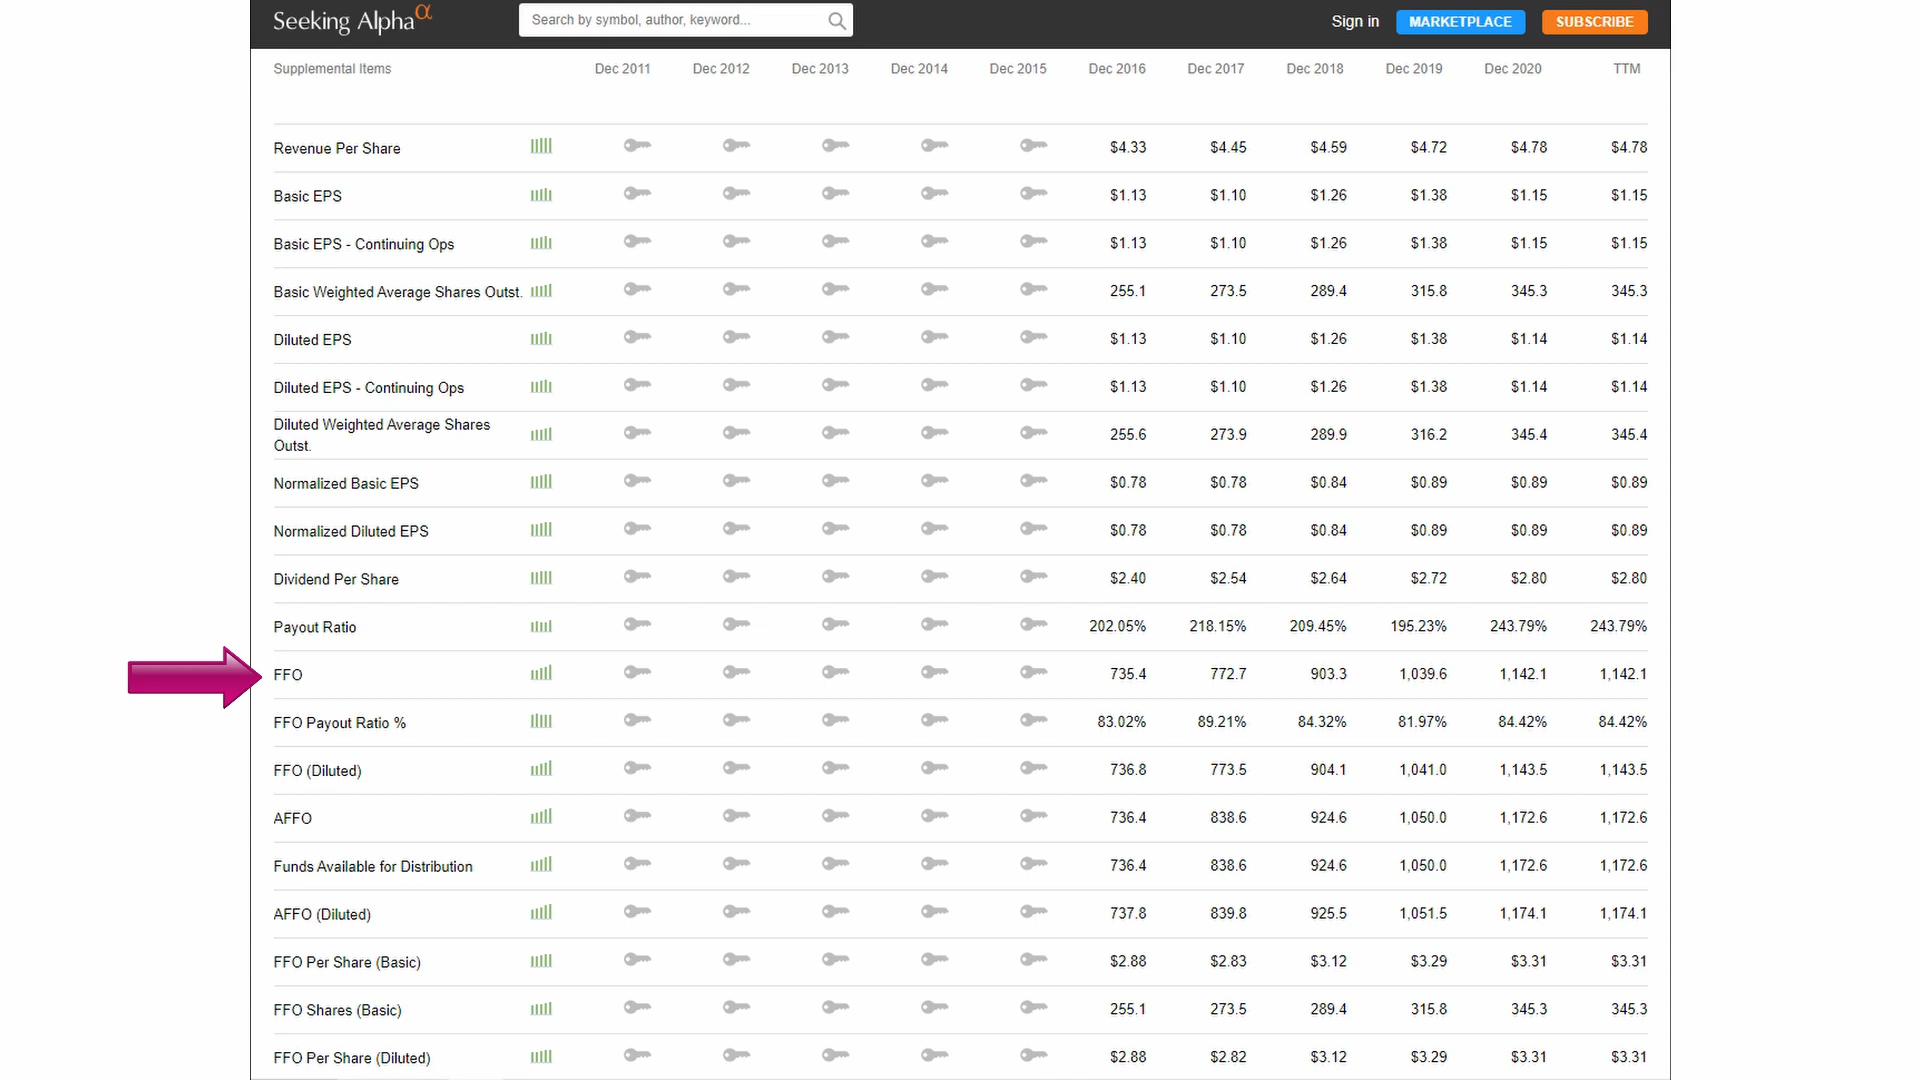 Seeking Alpha α Search by symbol, author, keyword... Sign in MARKETPLACE SUBSCRIBE
Supplemental Items Dec 2011 Dec 2012 Dec 2013 Dec 2014 Dec 2015 Dec 2016 Dec 2017 Dec 2018 Dec 2019 Dec 2020 TTM
Revenue Per Share $4.33 $4.45 $4.59 $4.72 $4.78 $4.78
Basic EPS $1.13 $1.10 $1.26 $1.38 $1.15 $1.15
Basic EPS - Continuing Ops $1.13 $1.10 $1.26 $1.38 $1.15 $1.15
Basic Weighted Average Shares Outst. 255.1 273.5 289.4 315.8 345.3 345.3
Diluted EPS $1.13 $1.10 $1.26 $1.38 $1.14 $1.14
Diluted EPS - Continuing Ops $1.13 $1.10 $1.26 $1.38 $1.14 $1.14
Diluted Weighted Average Shares
Outst. 255.6 273.9 289.9 316.2 345.4 345.4
Normalized Basic EPS $0.78 $0.78 $0.84 $0.89 $0.89 $0.89
Normalized Diluted EPS $0.78 $0.78 $0.84 $0.89 $0.89 $0.89
Dividend Per Share $2.40 $2.54 $2.64 $2.72 $2.80 $2.80
Payout Ratio 202.05% 218.15% 209.45% 195.23% 243.79% 243.79%
FFO 735.4 772.7 903.3 1,039.6 1,142.1 1,142.1
FFO Payout Ratio % 83.02% 89.21% 84.32% 81.97% 84.42% 84.42%
FFO (Diluted) 736.8 773.5 904.1 1,041.0 1,143.5 1,143.5
AFFO 736.4 838.6 924.6 1,050.0 1,172.6 1,172.6
Funds Available for Distribution 736.4 838.6 924.6 1,050.0 1,172.6 1,172.6
AFFO (Diluted) 737.8 839.8 925.5 1,051.5 1,174.1 1,174.1
FFO Per Share (Basic) $2.88 $2.83 $3.12 $3.29 $3.31 $3.31
FFO Shares (Basic) 255.1 273.5 289.4 315.8 345.3 345.3
FFO Per Share (Diluted) $2.88 $2.82 $3.12 $3.29 $3.31 $3.31